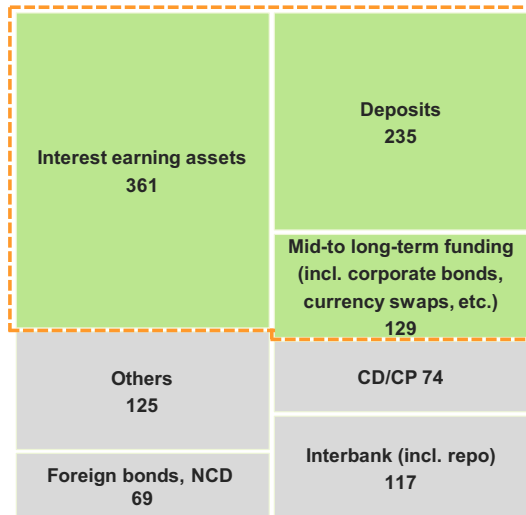 Interest earning assets
361
Others
125
Foreign bonds, NCD
69
Deposits
235
Mid-to long-term funding
(incl. corporate bonds,
currency swaps, etc.)
129
CD/CP 74
Interbank (incl. repo)
117